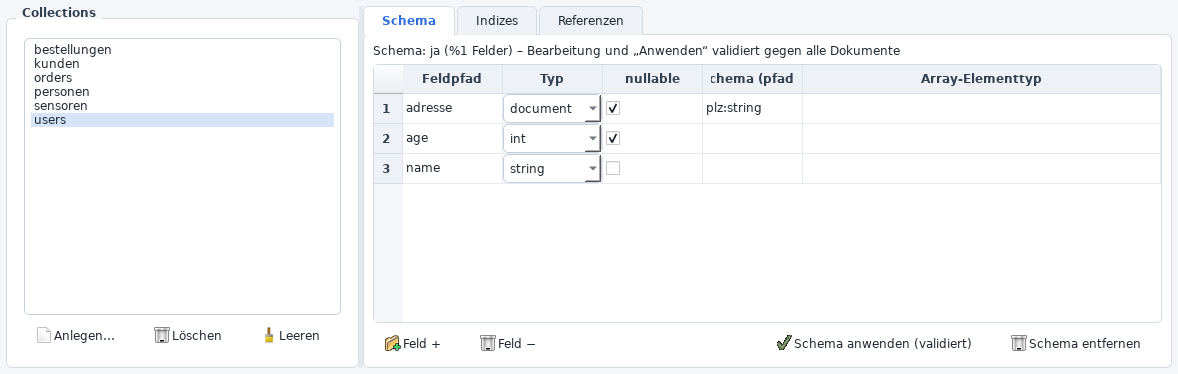 Collections
bestellungen
kunden
orders
personen
sensoren
users
Anlegen...
Löschen
Leeren
Schema
Indizes
Referenzen
Schema: ja (%1 Felder) – Bearbeitung und „Anwenden“ validiert gegen alle Dokumente
Feldpfad Typ nullable chema (pfad Array-Elementtyp
1 adresse document plz:string
2 age int
3 name string
Feld +
Feld −
Schema anwenden (validiert)
Schema entfernen